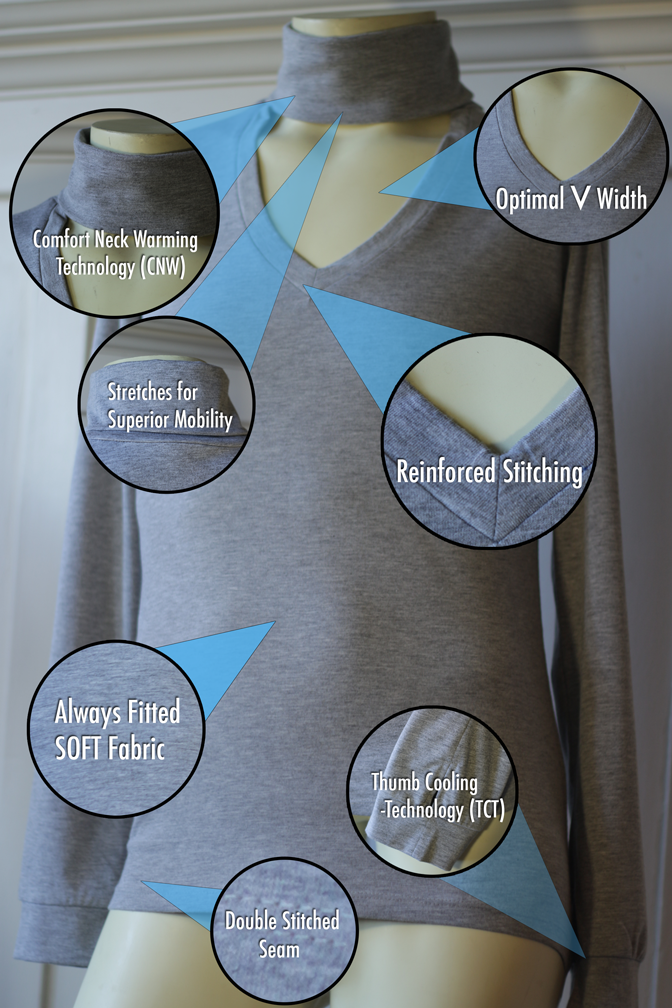 Optimal V Width
Comfort Neck Warming
Technology (CNW)
Stretches for
Superior Mobility
Reinforced Stitching
Always Fitted
SOFT Fabric
Thumb Cooling
-Technology (TCT)
Double Stitched
Seam